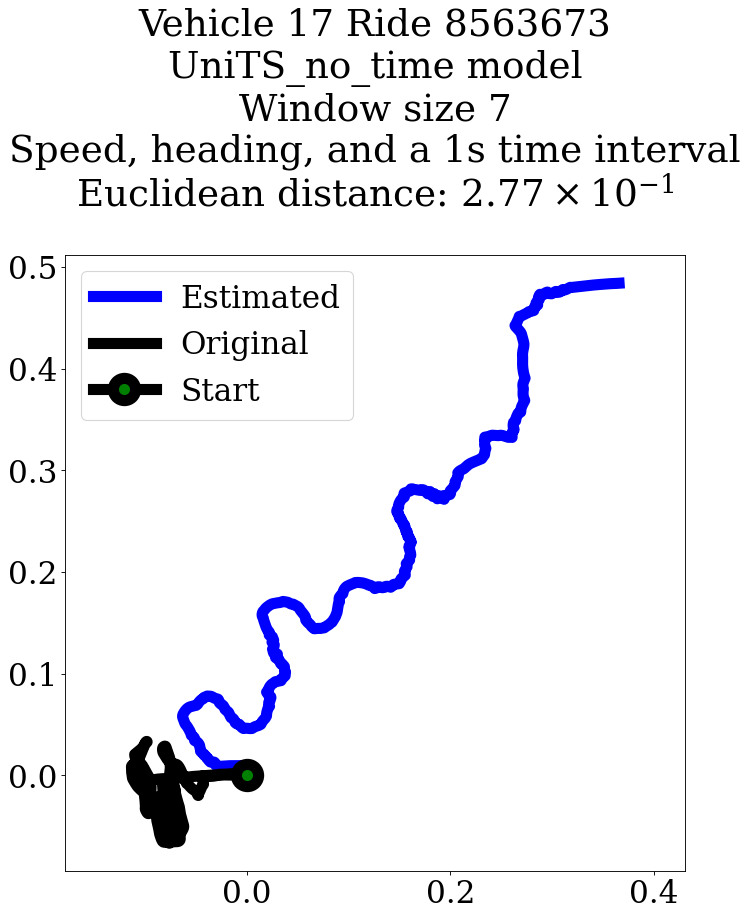 Vehicle 17 Ride 8563673
UniTS_no_time model
Window size 7
Speed, heading, and a 1s time interval
Euclidean distance: 2.77 × 10⁻¹
Estimated
Original
Start
0.5
0.4
0.3
0.2
0.1
0.0
0.0 0.2 0.4